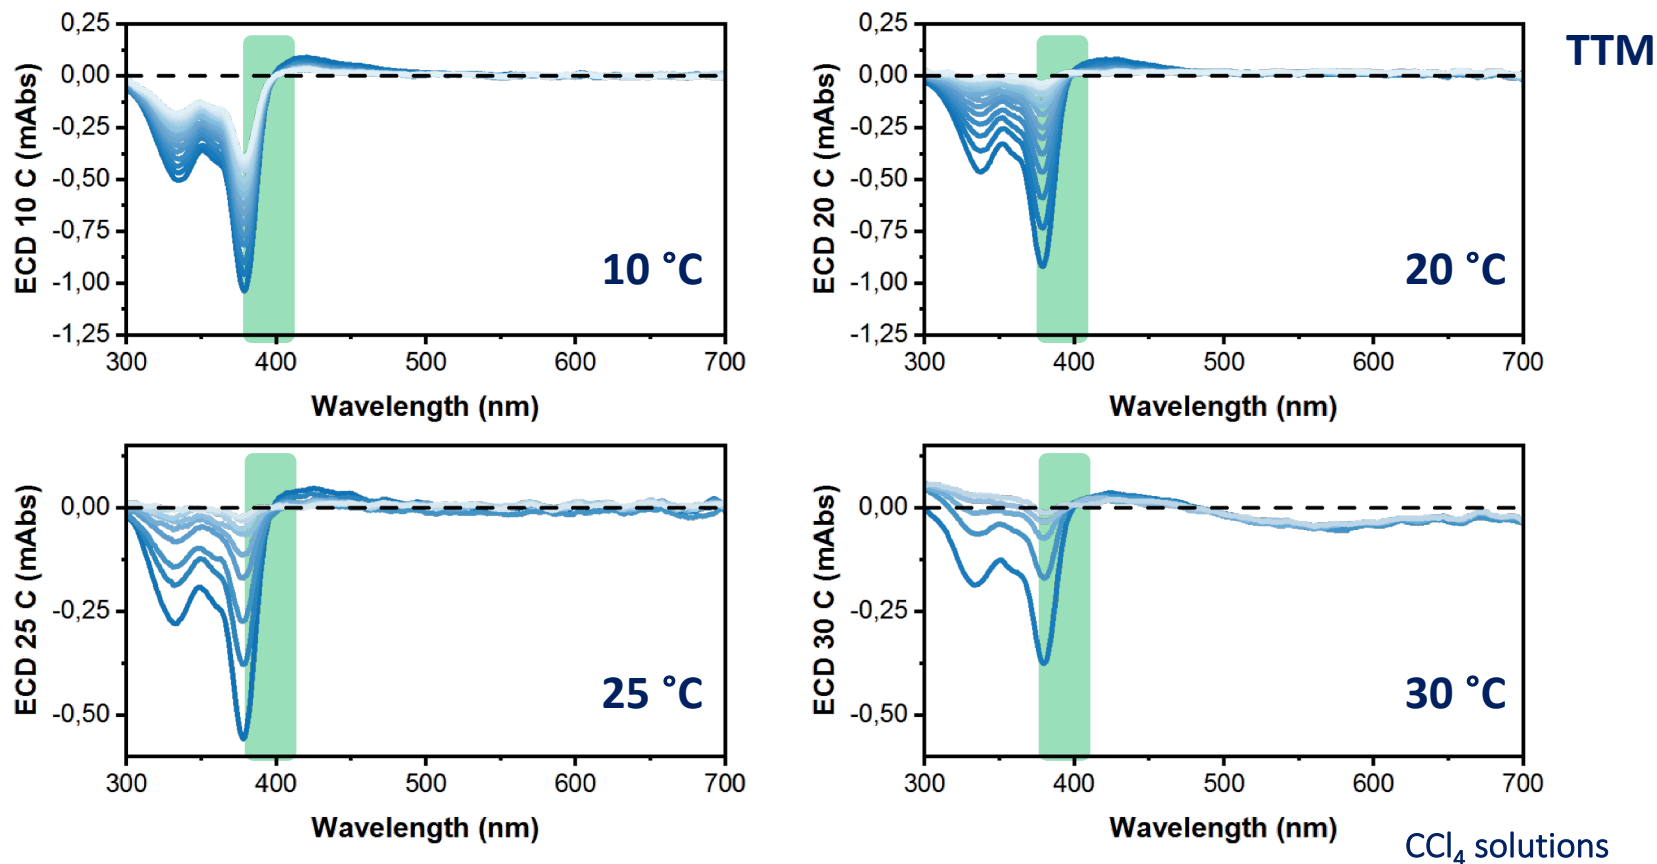 TTM
ECD 10 C (mAbs)
0,25
0,00
-0,25
-0,50
-0,75
-1,00
-1,25
10 °C
300 400 500 600 700
Wavelength (nm)
ECD 20 C (mAbs)
0,25
0,00
-0,25
-0,50
-0,75
-1,00
-1,25
20 °C
300 400 500 600 700
Wavelength (nm)
ECD 25 C (mAbs)
0,00
-0,25
-0,50
25 °C
300 400 500 600 700
Wavelength (nm)
ECD 30 C (mAbs)
0,00
-0,25
-0,50
30 °C
300 400 500 600 700
Wavelength (nm)
CCl₄ solutions